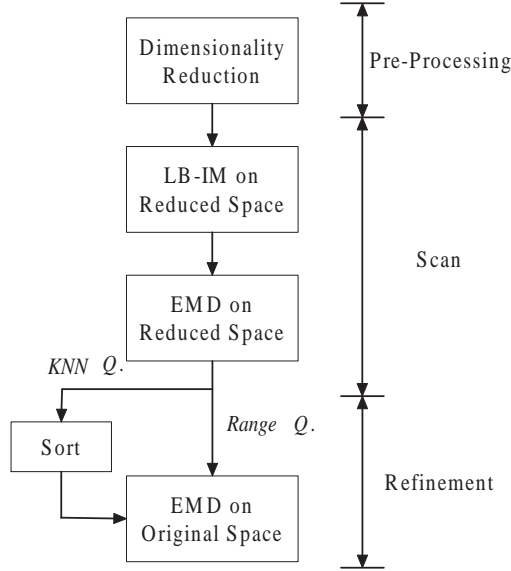 Dimensionality
Reduction
Pre-Processing
LB-IM on
Reduced Space
Scan
EMD on
Reduced Space
KNN Q.
Range Q.
Sort
Refinement
EMD on
Original Space